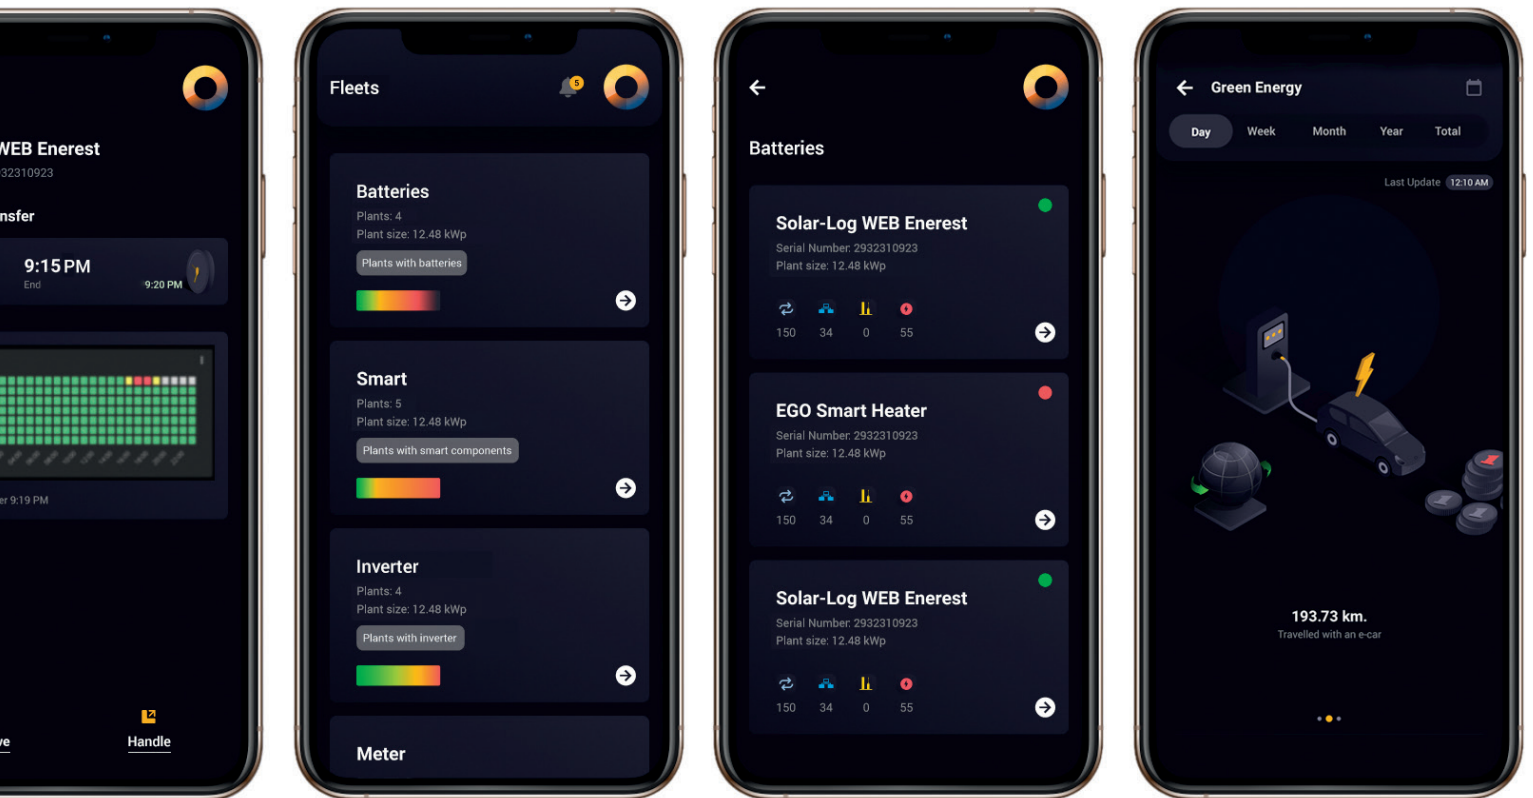 WEB Enerest
32310923
nsfer
9:15 PM
End
9:20 PM
er 9:19 PM
ve
Handle
Fleets
5
Batteries
Plants: 4
Plant size: 12.48 kWp
Plants with batteries
Smart
Plants: 5
Plant size: 12.48 kWp
Plants with smart components
Inverter
Plants: 4
Plant size: 12.48 kWp
Plants with inverter
Meter
Batteries
Solar-Log WEB Enerest
Serial Number: 2932310923
Plant size: 12.48 kWp
150 34 0 55
EGO Smart Heater
Serial Number: 2932310923
Plant size: 12.48 kWp
150 34 0 55
Solar-Log WEB Enerest
Serial Number: 2932310923
Plant size: 12.48 kWp
150 34 0 55
Green Energy
Day Week Month Year Total
Last Update 12:10 AM
193.73 km.
Travelled with an e-car